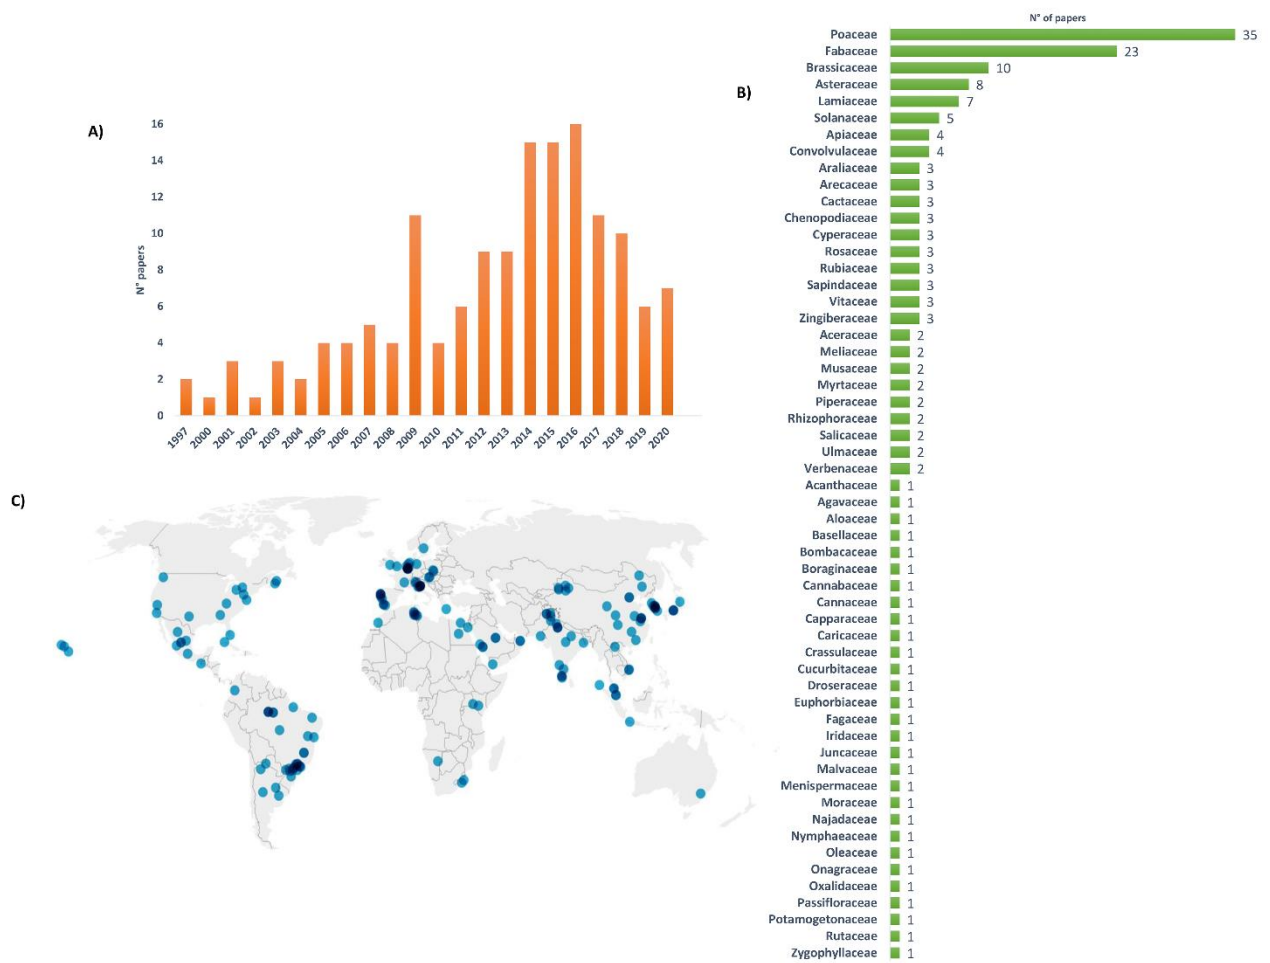 A)
N° papers
16
14
12
10
8
6
4
2
0
1997 2000 2001 2002 2003 2004 2005 2006 2007 2008 2009 2010 2011 2012 2013 2014 2015 2016 2017 2018 2019 2020
B)
N° of papers
Poaceae 35
Fabaceae 23
Brassicaceae 10
Asteraceae 8
Lamiaceae 7
Solanaceae 5
Apiaceae 4
Convolvulaceae 4
Araliaceae 3
Arecaceae 3
Cactaceae 3
Chenopodiaceae 3
Cyperaceae 3
Rosaceae 3
Rubiaceae 3
Sapindaceae 3
Vitaceae 3
Zingiberaceae 3
Aceraceae 2
Meliaceae 2
Musaceae 2
Myrtaceae 2
Piperaceae 2
Rhizophoraceae 2
Salicaceae 2
Ulmaceae 2
Verbenaceae 2
Acanthaceae 1
Agavaceae 1
Aloaceae 1
Basellaceae 1
Bombacaceae 1
Boraginaceae 1
Cannabaceae 1
Cannaceae 1
Capparaceae 1
Caricaceae 1
Crassulaceae 1
Cucurbitaceae 1
Droseraceae 1
Euphorbiaceae 1
Fagaceae 1
Iridaceae 1
Juncaceae 1
Malvaceae 1
Menispermaceae 1
Moraceae 1
Najadaceae 1
Nymphaeaceae 1
Oleaceae 1
Onagraceae 1
Oxalidaceae 1
Passifloraceae 1
Potamogetonaceae 1
Rutaceae 1
Zygophyllaceae 1
C)